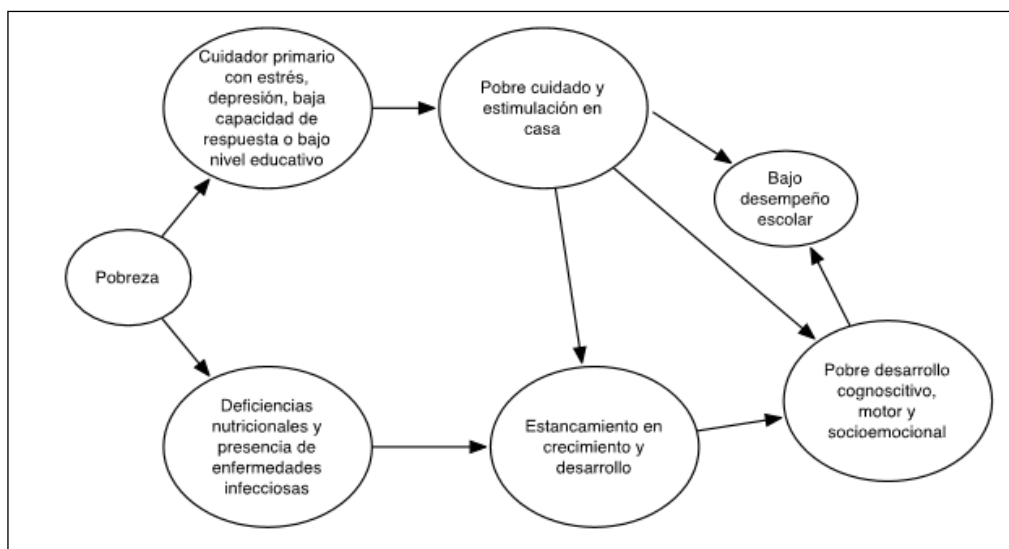 Cuidador primario
con estrés,
depresión, baja
capacidad de
respuesta o bajo
nivel educativo
Pobre cuidado y
estimulación en
casa
Bajo
desempeño
escolar
Pobreza
Deficiencias
nutricionales y
presencia de
enfermedades
infecciosas
Estancamiento en
crecimiento y
desarrollo
Pobre desarrollo
cognoscitivo,
motor y
socioemocional